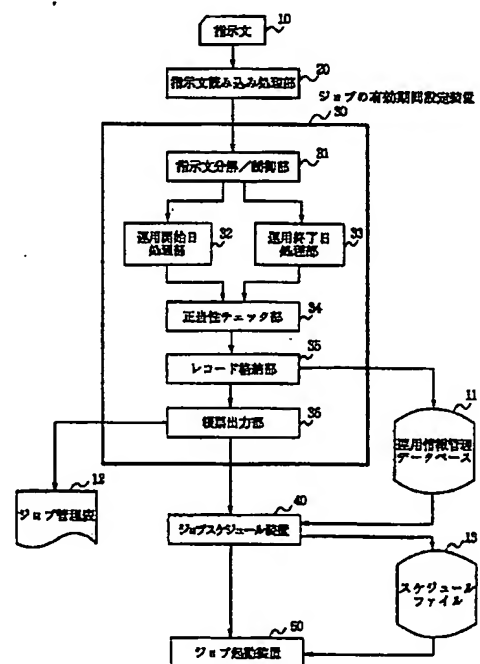 10
指示文
20
指示文読み込み処理部
ジョブの有効期間設定装置
30
31
指示文分解/制御部
運用開始日
処理部
32
運用終了日
処理部
33
正当性チェック部
34
レコード格納部
35
11
運用情報管理
データベース
帳票出力部
36
12
ジョブ管理表
40
ジョブスケジュール装置
13
スケジュール
ファイル
ジョブ起動装置
50